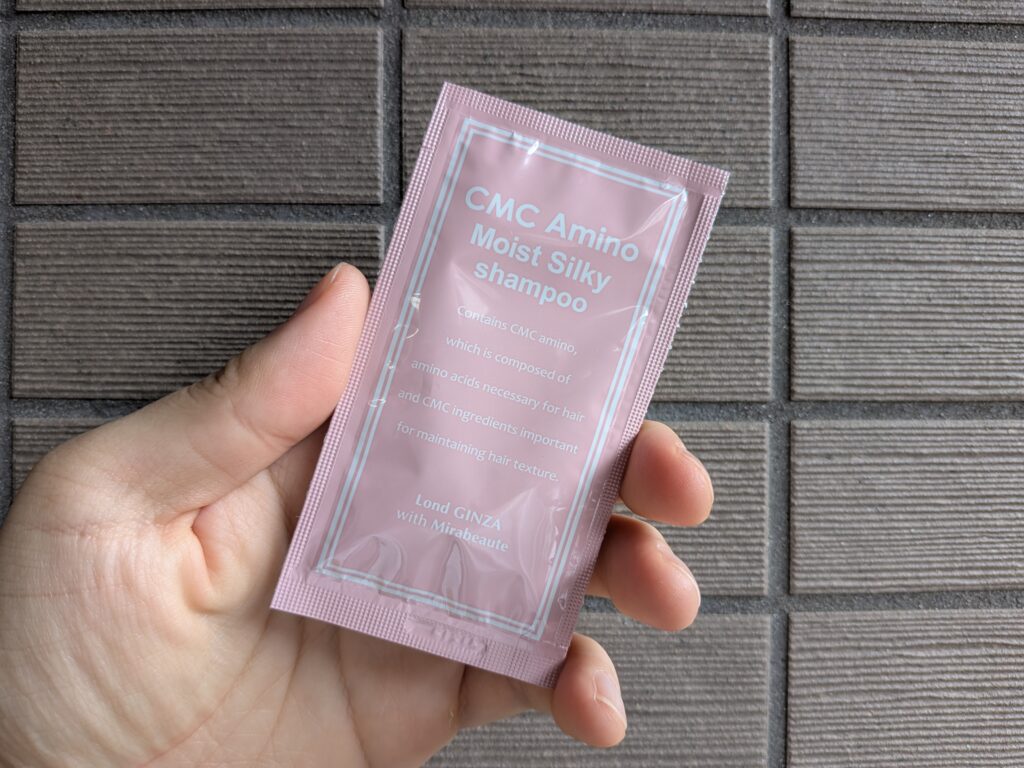 CMC Amino
Moist Silky
shampoo
Contains CMC amino,
which is composed of
amino acids necessary for hair
and CMC ingredients important
for maintaining hair texture.
Lond GINZA
with Mirabeaute